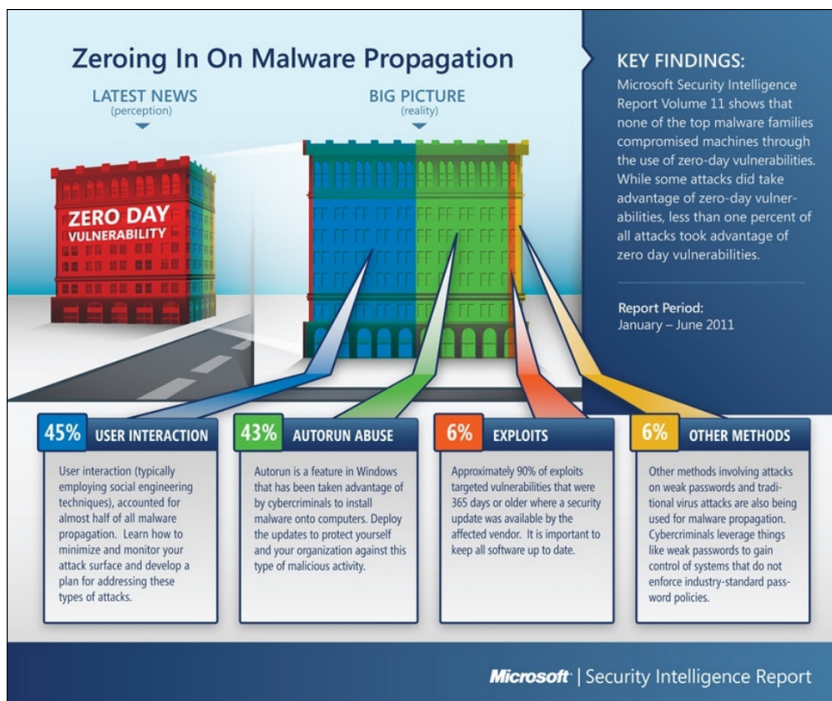 Zeroing In On Malware Propagation
LATEST NEWS
(perception)
BIG PICTURE
(reality)
ZERO DAY
VULNERABILITY
KEY FINDINGS:
Microsoft Security Intelligence
Report Volume 11 shows that
none of the top malware families
compromised machines through
the use of zero-day vulnerabilities.
While some attacks did take
advantage of zero-day vulner-
abilities, less than one percent of
all attacks took advantage of
zero day vulnerabilities.
Report Period:
January – June 2011
45% USER INTERACTION
User interaction (typically
employing social engineering
techniques), accounted for
almost half of all malware
propagation. Learn how to
minimize and monitor your
attack surface and develop a
plan for addressing these
types of attacks.
43% AUTORUN ABUSE
Autorun is a feature in Windows
that has been taken advantage of
by cybercriminals to install
malware onto computers. Deploy
the updates to protect yourself
and your organization against this
type of malicious activity.
6% EXPLOITS
Approximately 90% of exploits
targeted vulnerabilities that were
365 days or older where a security
update was available by the
affected vendor. It is important to
keep all software up to date.
6% OTHER METHODS
Other methods involving attacks
on weak passwords and tradi-
tional virus attacks are also being
used for malware propagation.
Cybercriminals leverage things
like weak passwords to gain
control of systems that do not
enforce industry-standard pass-
word policies.
Microsoft | Security Intelligence Report